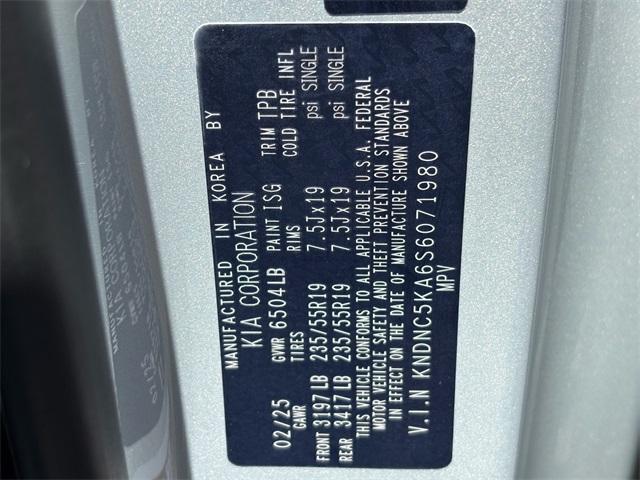 MANUFACTURED IN KOREA BY
KIA CORPORATION
02/25 GVWR 6504LB PAINT ISG TRIM TPB
GAWR TIRES RIMS COLD TIRE INFL
FRONT 3197LB 235/55R19 7.5Jx19 psi SINGLE
REAR 3417LB 235/55R19 7.5Jx19 psi SINGLE
THIS VEHICLE CONFORMS TO ALL APPLICABLE U.S.A. FEDERAL
MOTOR VEHICLE SAFETY AND THEFT PREVENTION STANDARDS
IN EFFECT ON THE DATE OF MANUFACTURE SHOWN ABOVE
V.I.N KNDNC5KA6S6071980
MPV